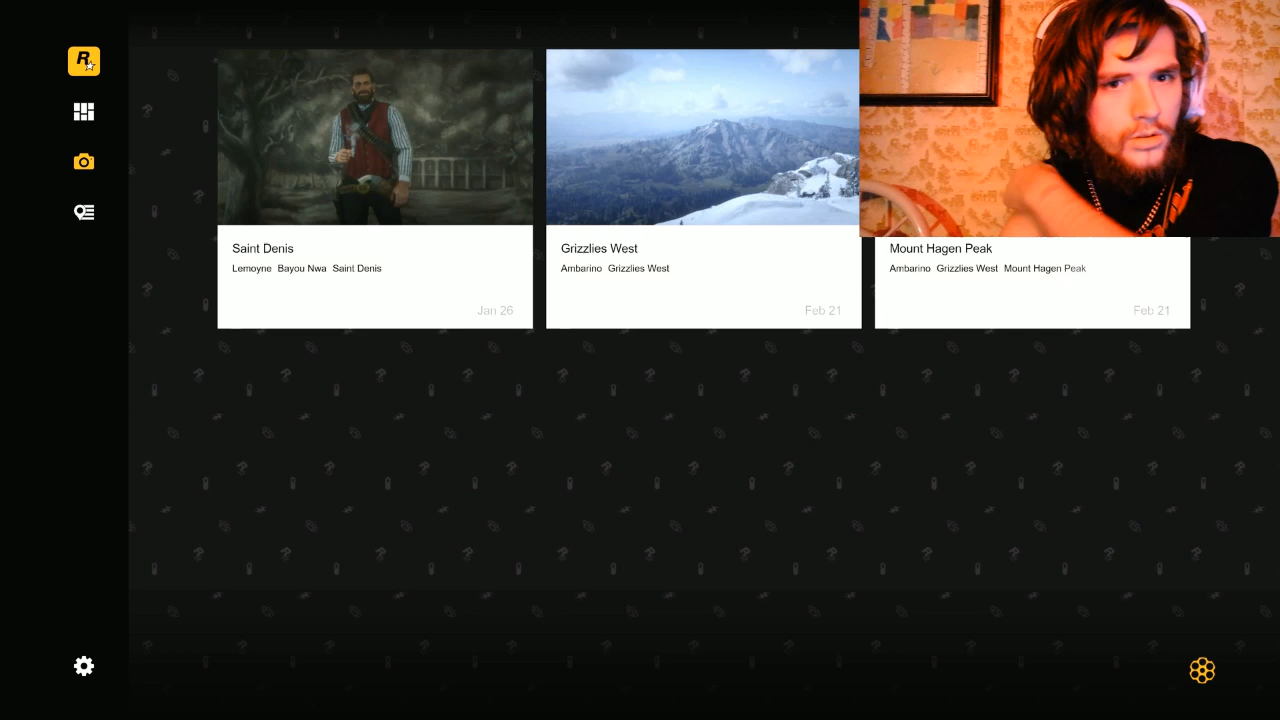 R
Saint Denis
Lemoyne Bayou Nwa Saint Denis
Jan 26
Grizzlies West
Ambarino Grizzlies West
Feb 21
Mount Hagen Peak
Ambarino Grizzlies West Mount Hagen Peak
Feb 21